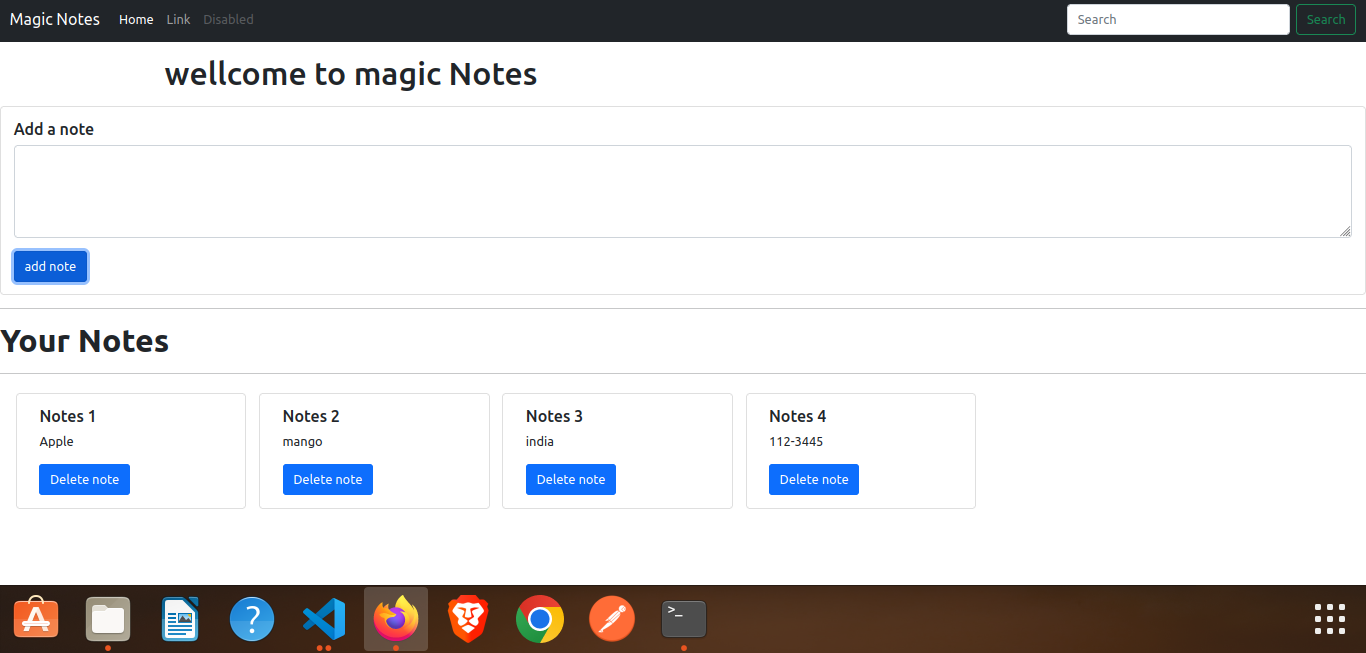 Magic Notes Home Link Disabled Search Search
wellcome to magic Notes
Add a note
add note
Your Notes
Notes 1
Apple
Delete note
Notes 2
mango
Delete note
Notes 3
india
Delete note
Notes 4
112-3445
Delete note